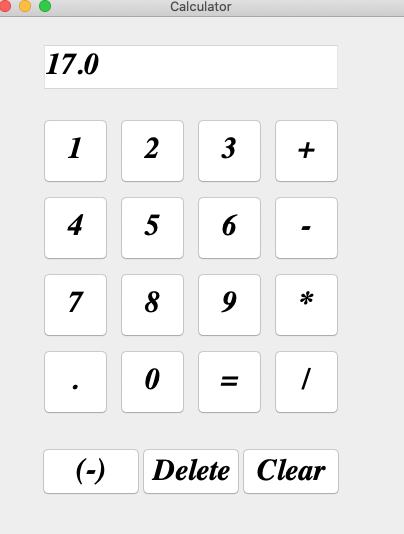 Calculator
17.0
1 2 3 +
4 5 6 -
7 8 9 *
. 0 = /
(-) Delete Clear